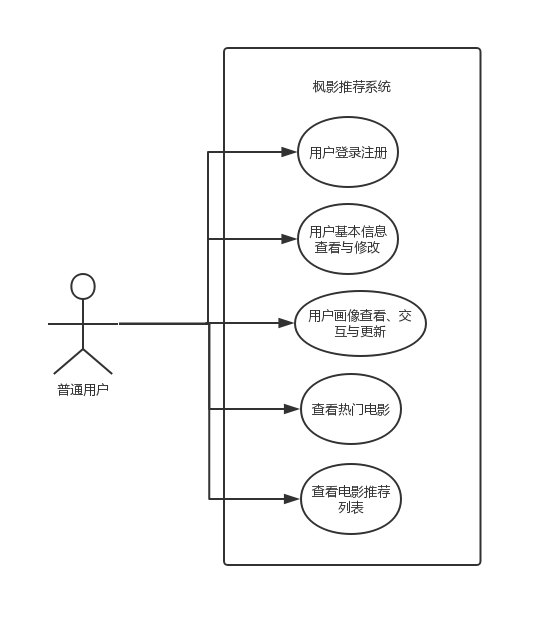 枫影推荐系统
用户登录注册
用户基本信息
查看与修改
用户画像查看、交
互与更新
普通用户
查看热门电影
查看电影推荐
列表